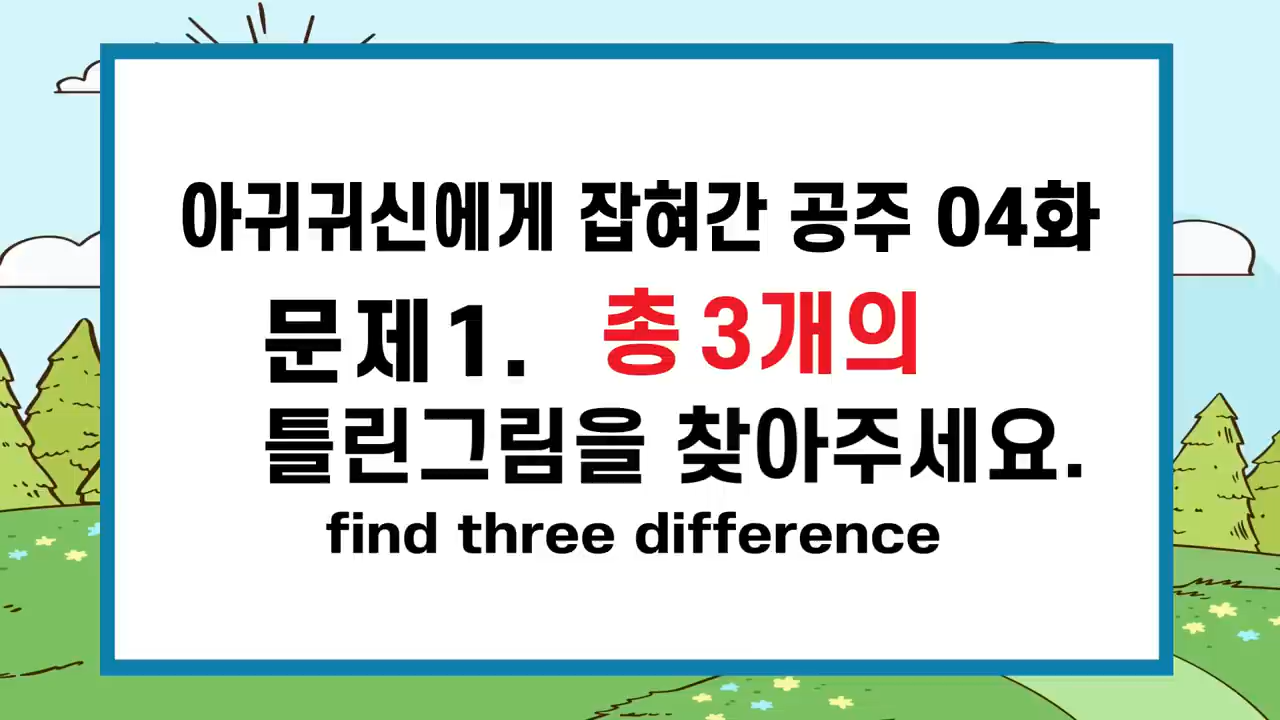 아귀귀신에게 잡혀간 공주 04화
문제1. 총 3개의
틀린그림을 찾아주세요.
find three difference